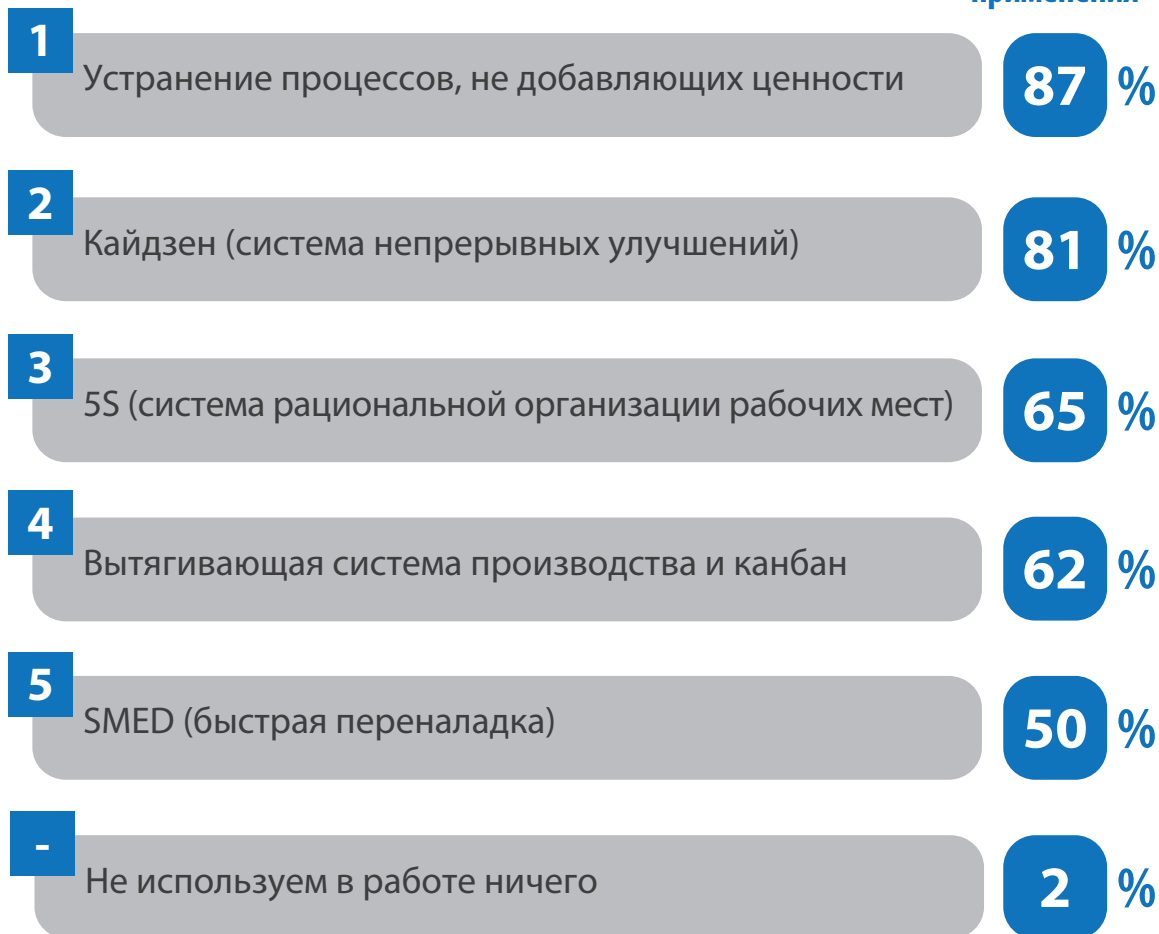 применения
1
Устранение процессов, не добавляющих ценности
87 %
2
Кайдзен (система непрерывных улучшений)
81 %
3
5S (система рациональной организации рабочих мест)
65 %
4
Вытягивающая система производства и канбан
62 %
5
SMED (быстрая переналадка)
50 %
-
Не используем в работе ничего
2 %